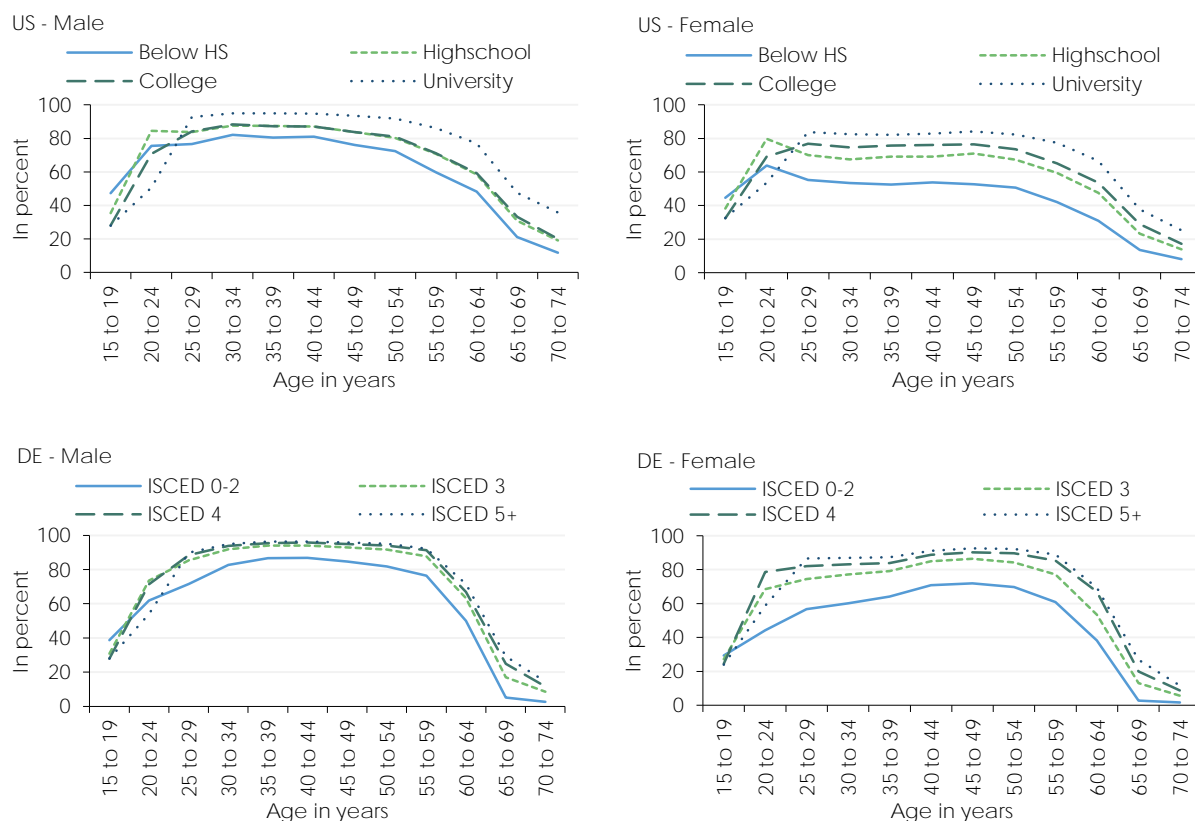 US - Male
Below HS
Highschool
College
University
In percent
100
80
60
40
20
0
15 to 19
20 to 24
25 to 29
30 to 34
35 to 39
40 to 44
45 to 49
50 to 54
55 to 59
60 to 64
65 to 69
70 to 74
Age in years
US - Female
Below HS
Highschool
College
University
In percent
100
80
60
40
20
0
15 to 19
20 to 24
25 to 29
30 to 34
35 to 39
40 to 44
45 to 49
50 to 54
55 to 59
60 to 64
65 to 69
70 to 74
Age in years
DE - Male
ISCED 0-2
ISCED 3
ISCED 4
ISCED 5+
In percent
100
80
60
40
20
0
15 to 19
20 to 24
25 to 29
30 to 34
35 to 39
40 to 44
45 to 49
50 to 54
55 to 59
60 to 64
65 to 69
70 to 74
Age in years
DE - Female
ISCED 0-2
ISCED 3
ISCED 4
ISCED 5+
In percent
100
80
60
40
20
0
15 to 19
20 to 24
25 to 29
30 to 34
35 to 39
40 to 44
45 to 49
50 to 54
55 to 59
60 to 64
65 to 69
70 to 74
Age in years